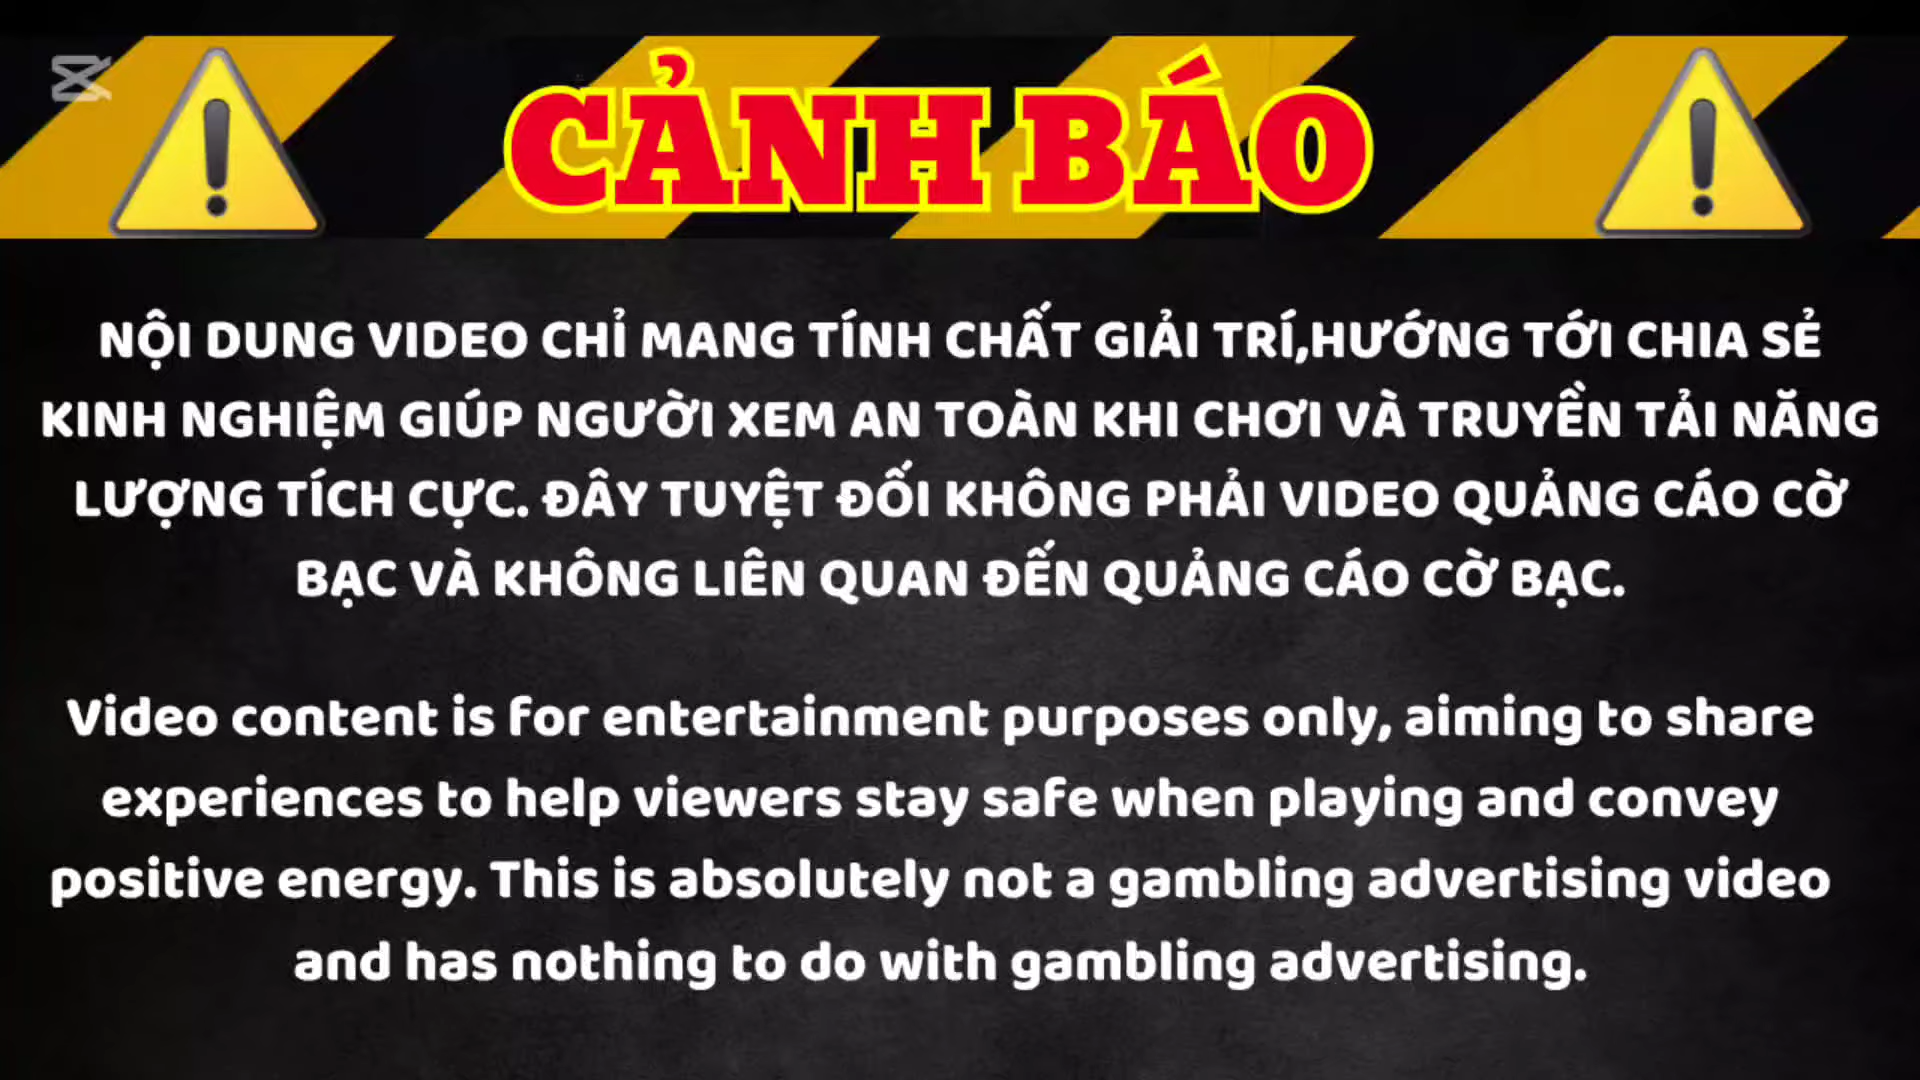 CẢNH BÁO
NỘI DUNG VIDEO CHỈ MANG TÍNH CHẤT GIẢI TRÍ,HƯỚNG TỚI CHIA SẺ
KINH NGHIỆM GIÚP NGƯỜI XEM AN TOÀN KHI CHƠI VÀ TRUYỀN TẢI NĂNG
LƯỢNG TÍCH CỰC. ĐÂY TUYỆT ĐỐI KHÔNG PHẢI VIDEO QUẢNG CÁO CỜ
BẠC VÀ KHÔNG LIÊN QUAN ĐẾN QUẢNG CÁO CỜ BẠC.
Video content is for entertainment purposes only, aiming to share
experiences to help viewers stay safe when playing and convey
positive energy. This is absolutely not a gambling advertising video
and has nothing to do with gambling advertising.